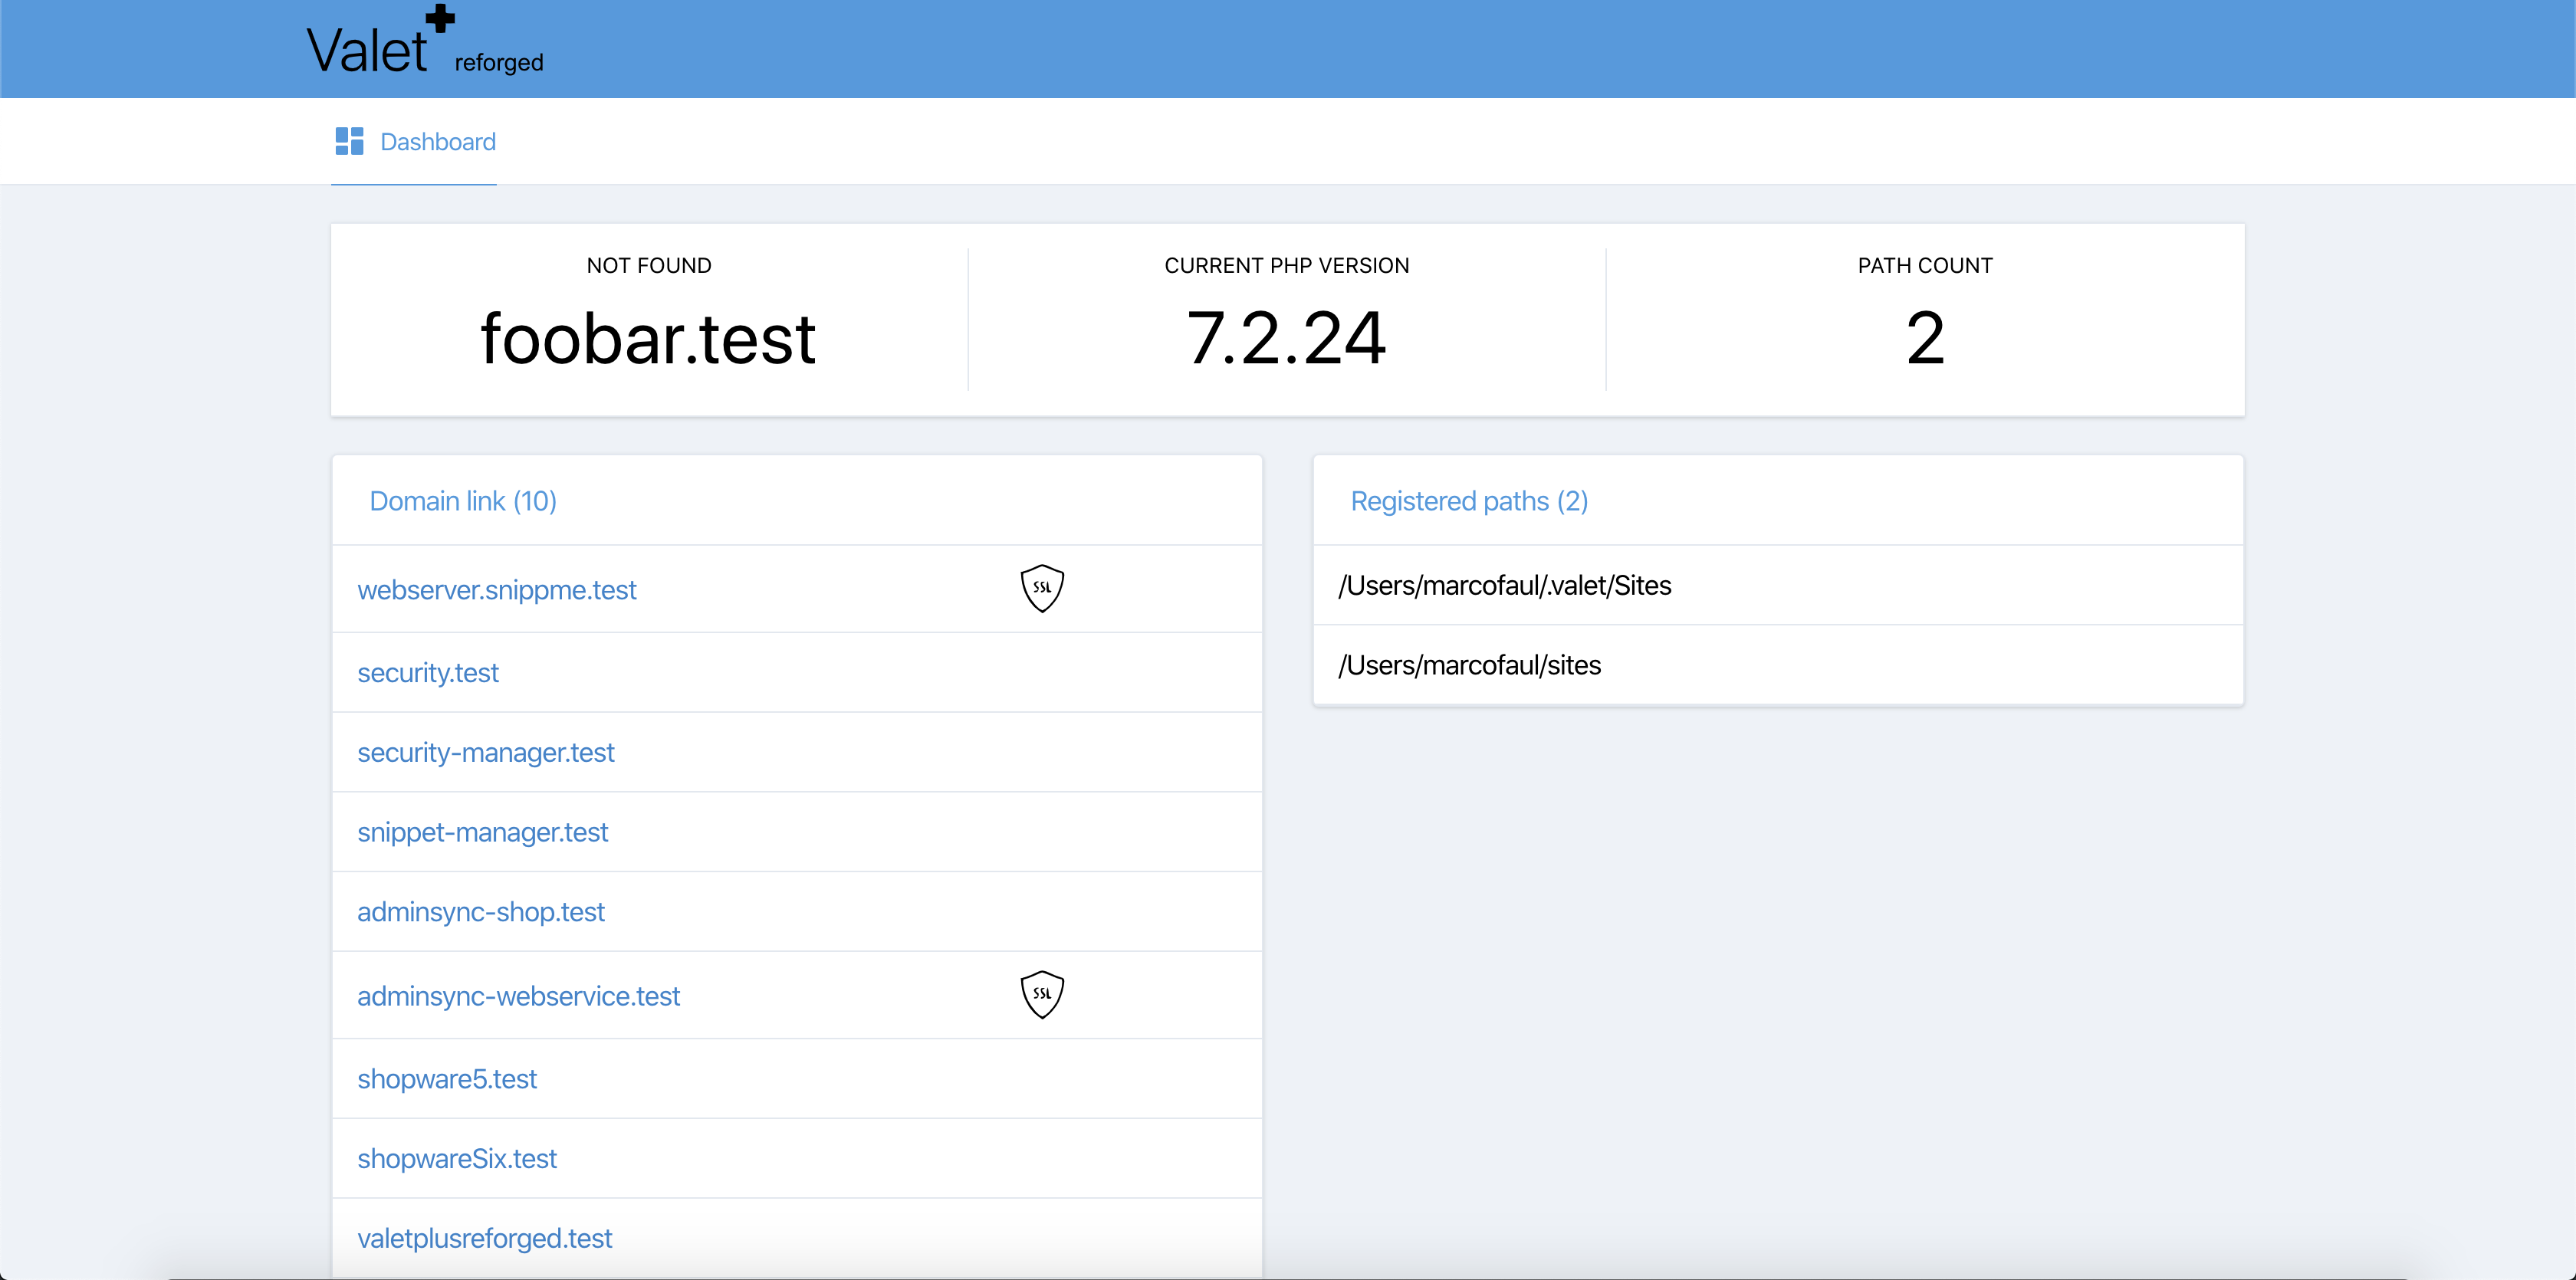 Valet reforged
Dashboard
NOT FOUND
foobar.test
CURRENT PHP VERSION
7.2.24
PATH COUNT
2
Domain link (10)
webserver.snippme.test
SSL
security.test
security-manager.test
snippet-manager.test
adminsync-shop.test
adminsync-webservice.test
SSL
shopware5.test
shopwareSix.test
valetplusreforged.test
Registered paths (2)
/Users/marcofaul/.valet/Sites
/Users/marcofaul/sites